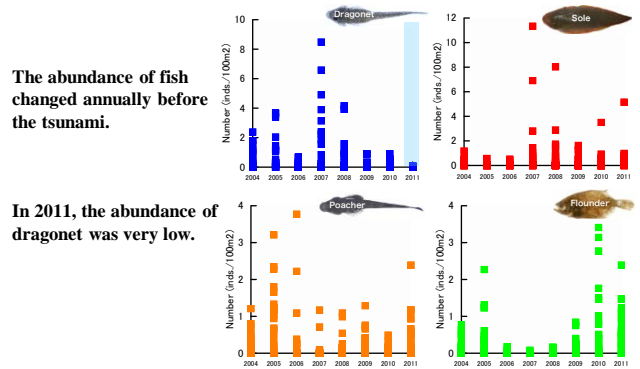 The abundance of fish
changed annually before
the tsunami.
In 2011, the abundance of
dragonet was very low.
Dragonet
Number (inds./100m2)
10
8
6
4
2
0
2004 2005 2006 2007 2008 2009 2010 2011
Sole
Number (inds./100m2)
12
10
8
6
4
2
0
2004 2005 2006 2007 2008 2009 2010 2011
Poacher
Number (inds./100m2)
4
3
2
1
0
2004 2005 2006 2007 2008 2009 2010 2011
Flounder
Number (inds./100m2)
4
3
2
1
0
2004 2005 2006 2007 2008 2009 2010 2011